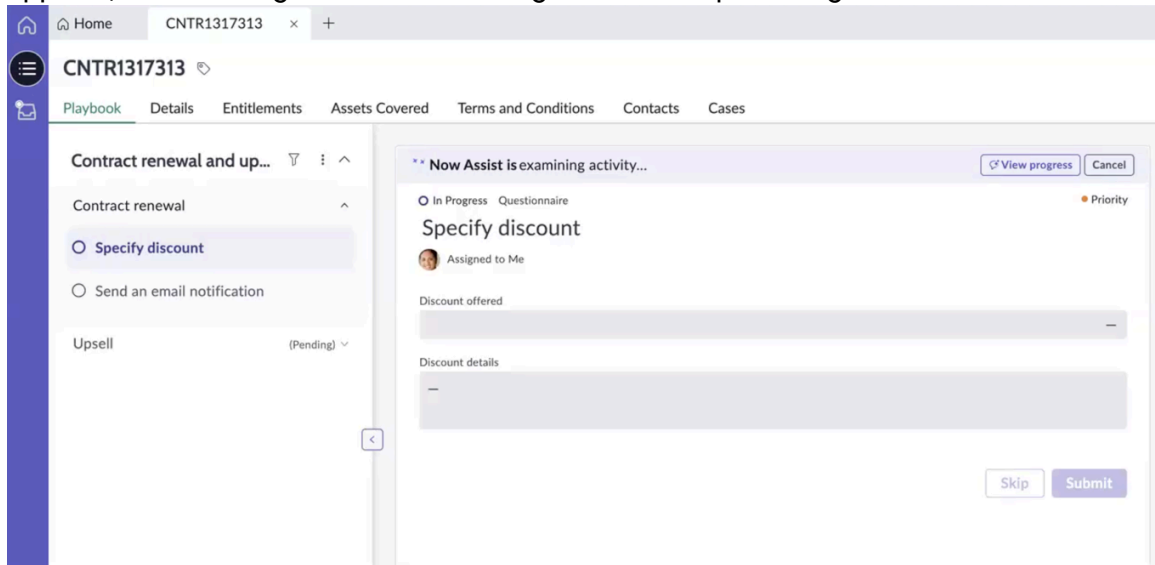 Home
CNTR1317313 × +
CNTR1317313
Playbook Details Entitlements Assets Covered Terms and Conditions Contacts Cases
Contract renewal and up...
Contract renewal
Specify discount
Send an email notification
Upsell (Pending)
Now Assist is examining activity...
View progress Cancel
In Progress Questionnaire
Priority
Specify discount
Assigned to Me
Discount offered
—
Discount details
—
Skip Submit